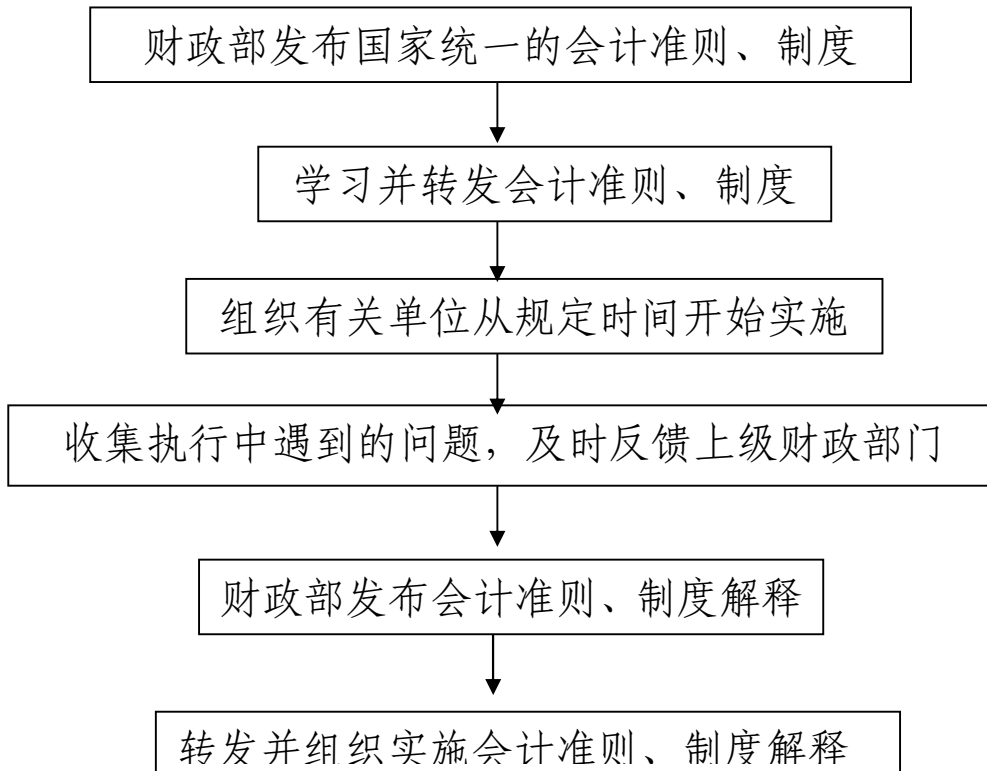 财政部发布国家统一的会计准则、制度
学习并转发会计准则、制度
组织有关单位从规定时间开始实施
收集执行中遇到的问题，及时反馈上级财政部门
财政部发布会计准则、制度解释
转发并组织实施会计准则、制度解释